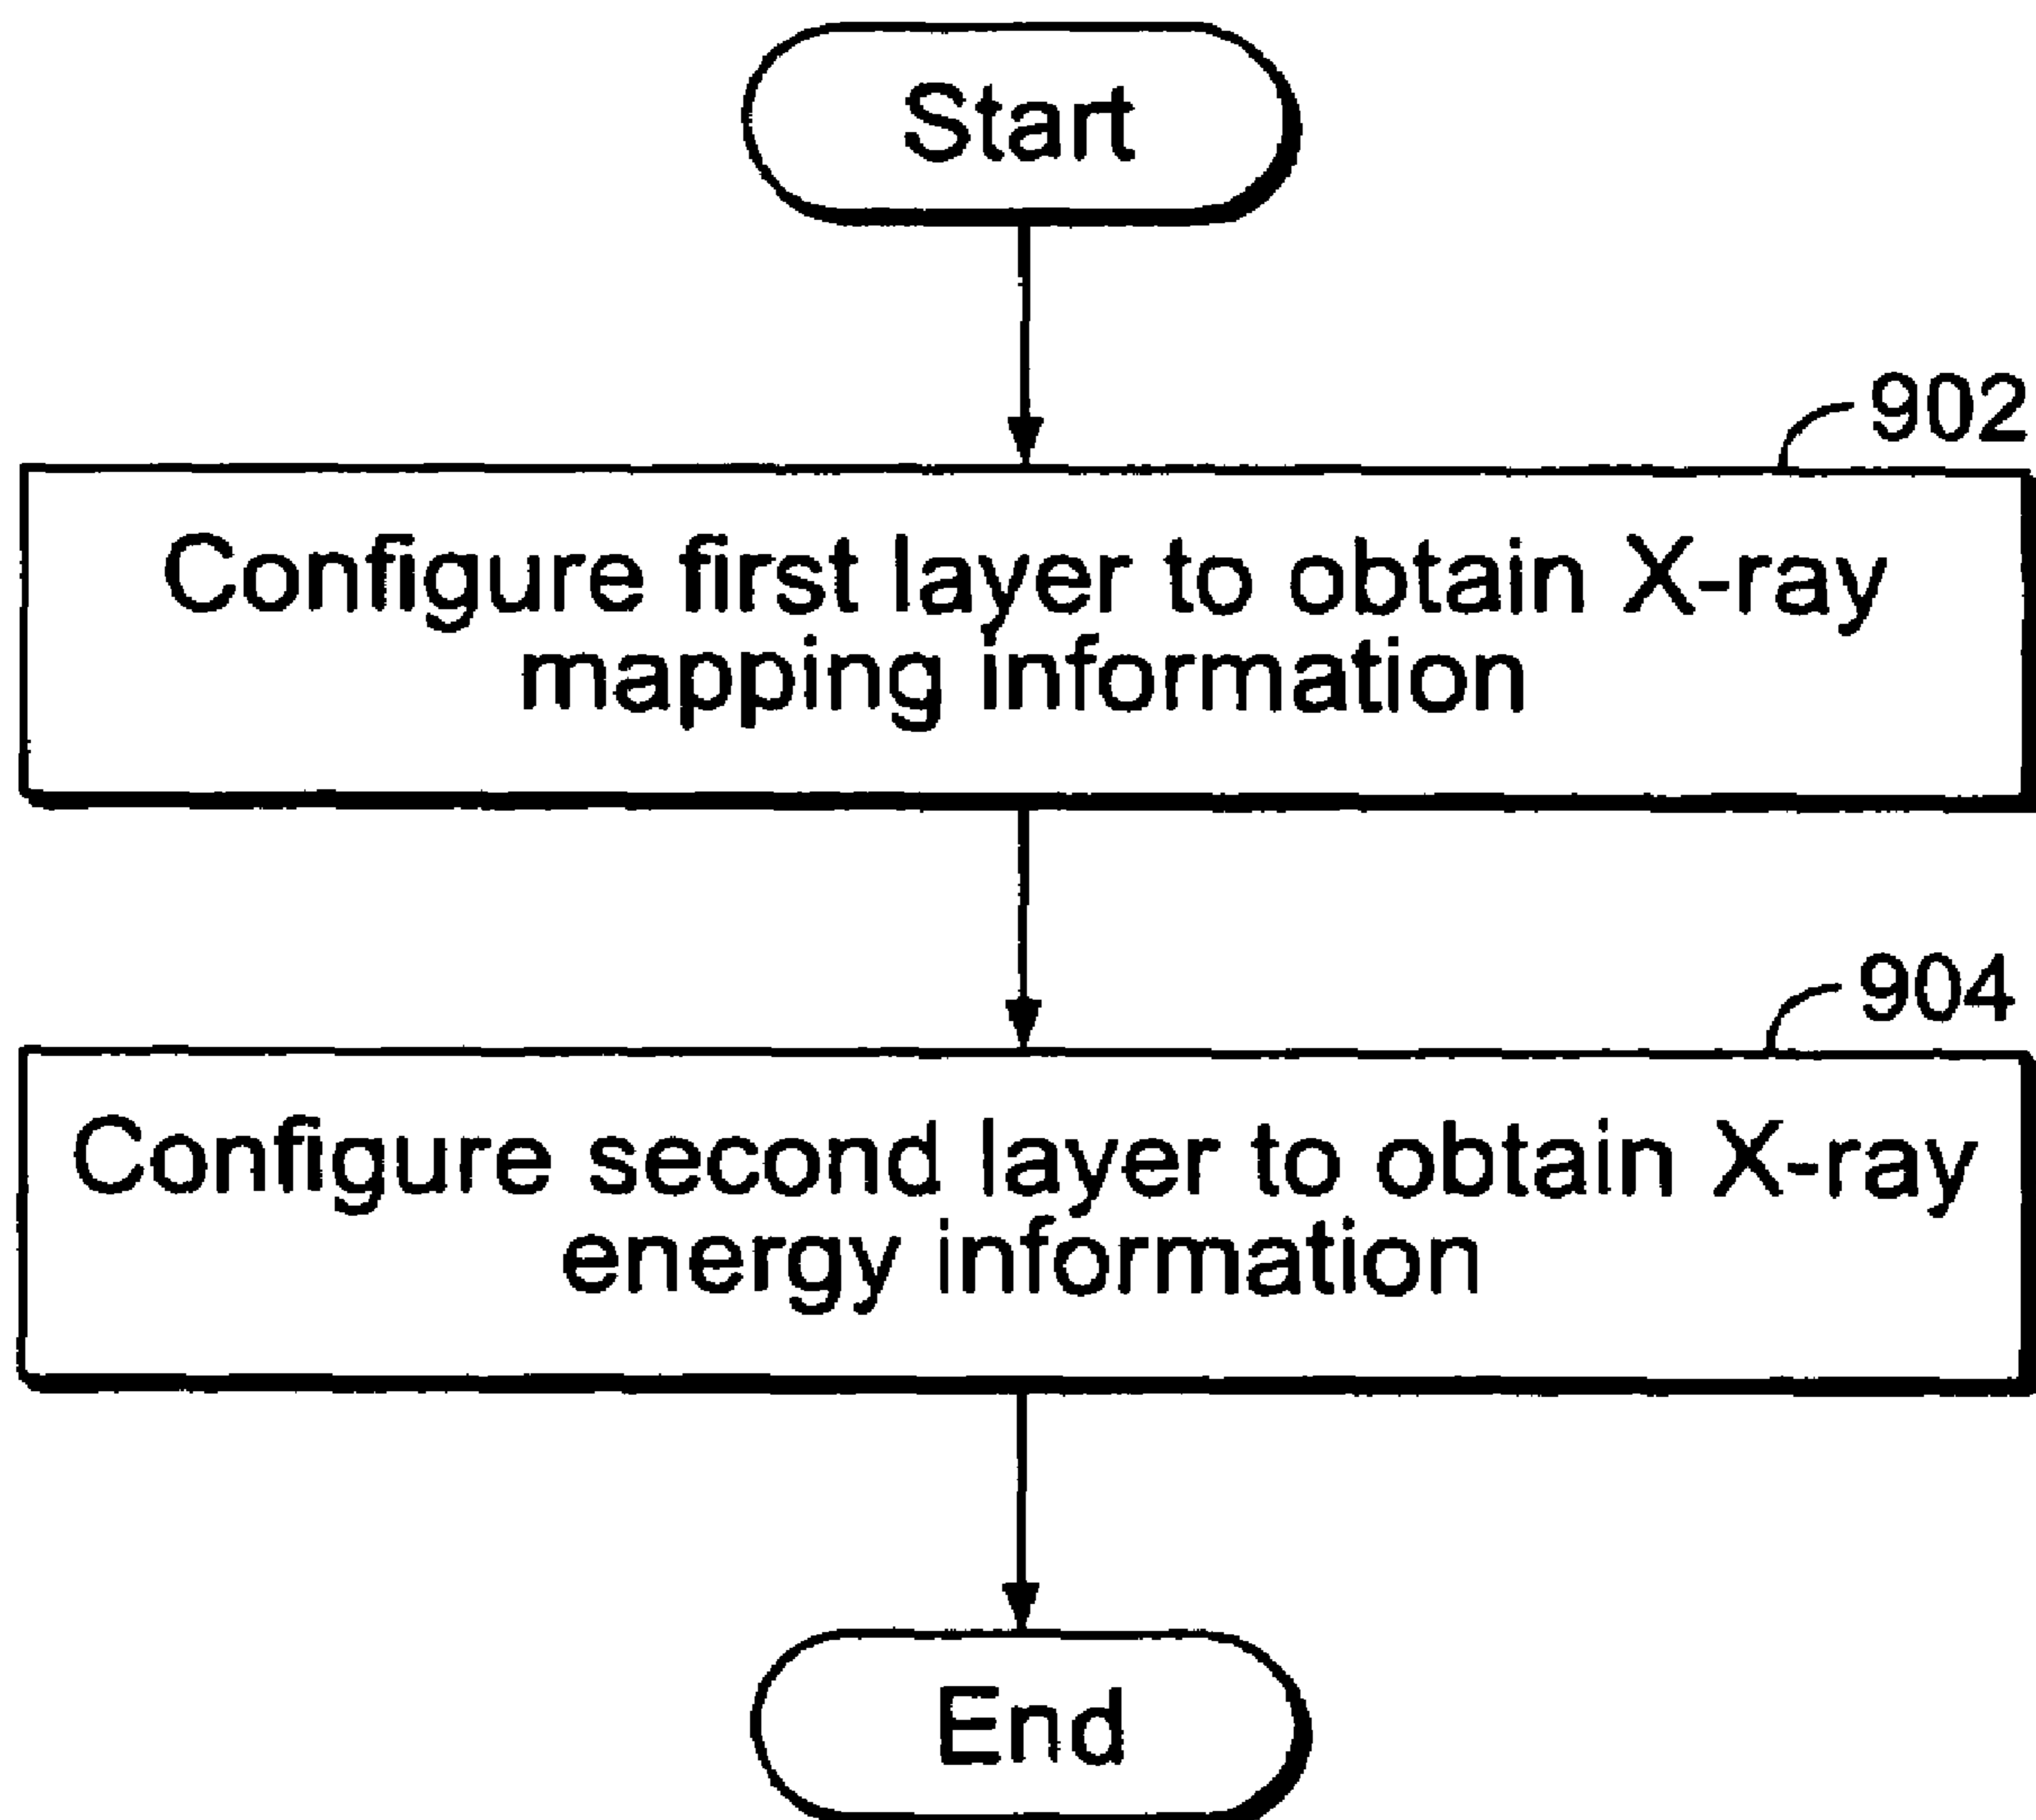 Start
902
Configure first layer to obtain X-ray
mapping information
904
Configure second layer to obtain X-ray
energy information
End